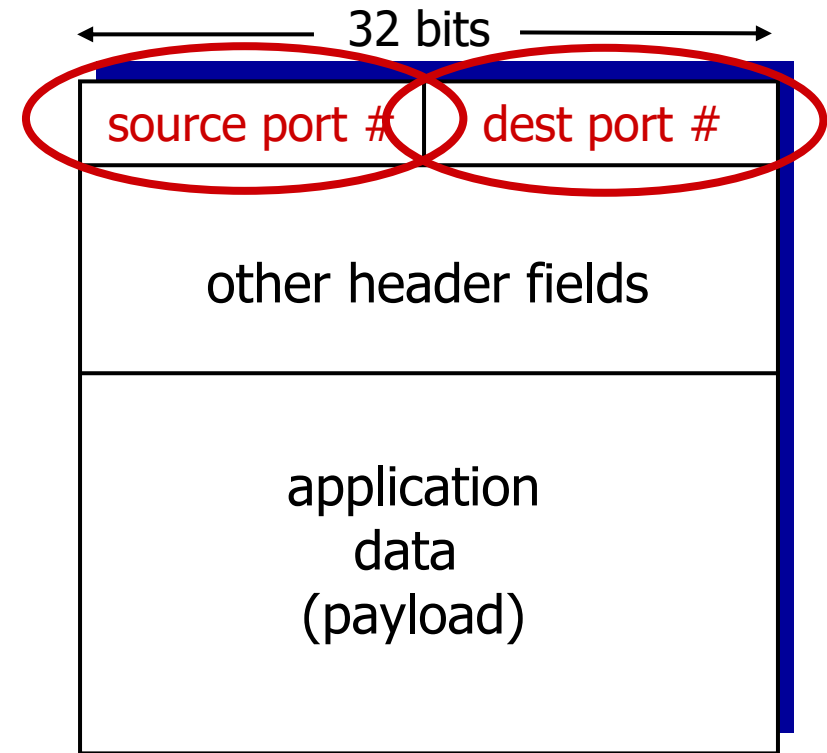 32 bits
source port #
dest port #
other header fields
application
data
(payload)